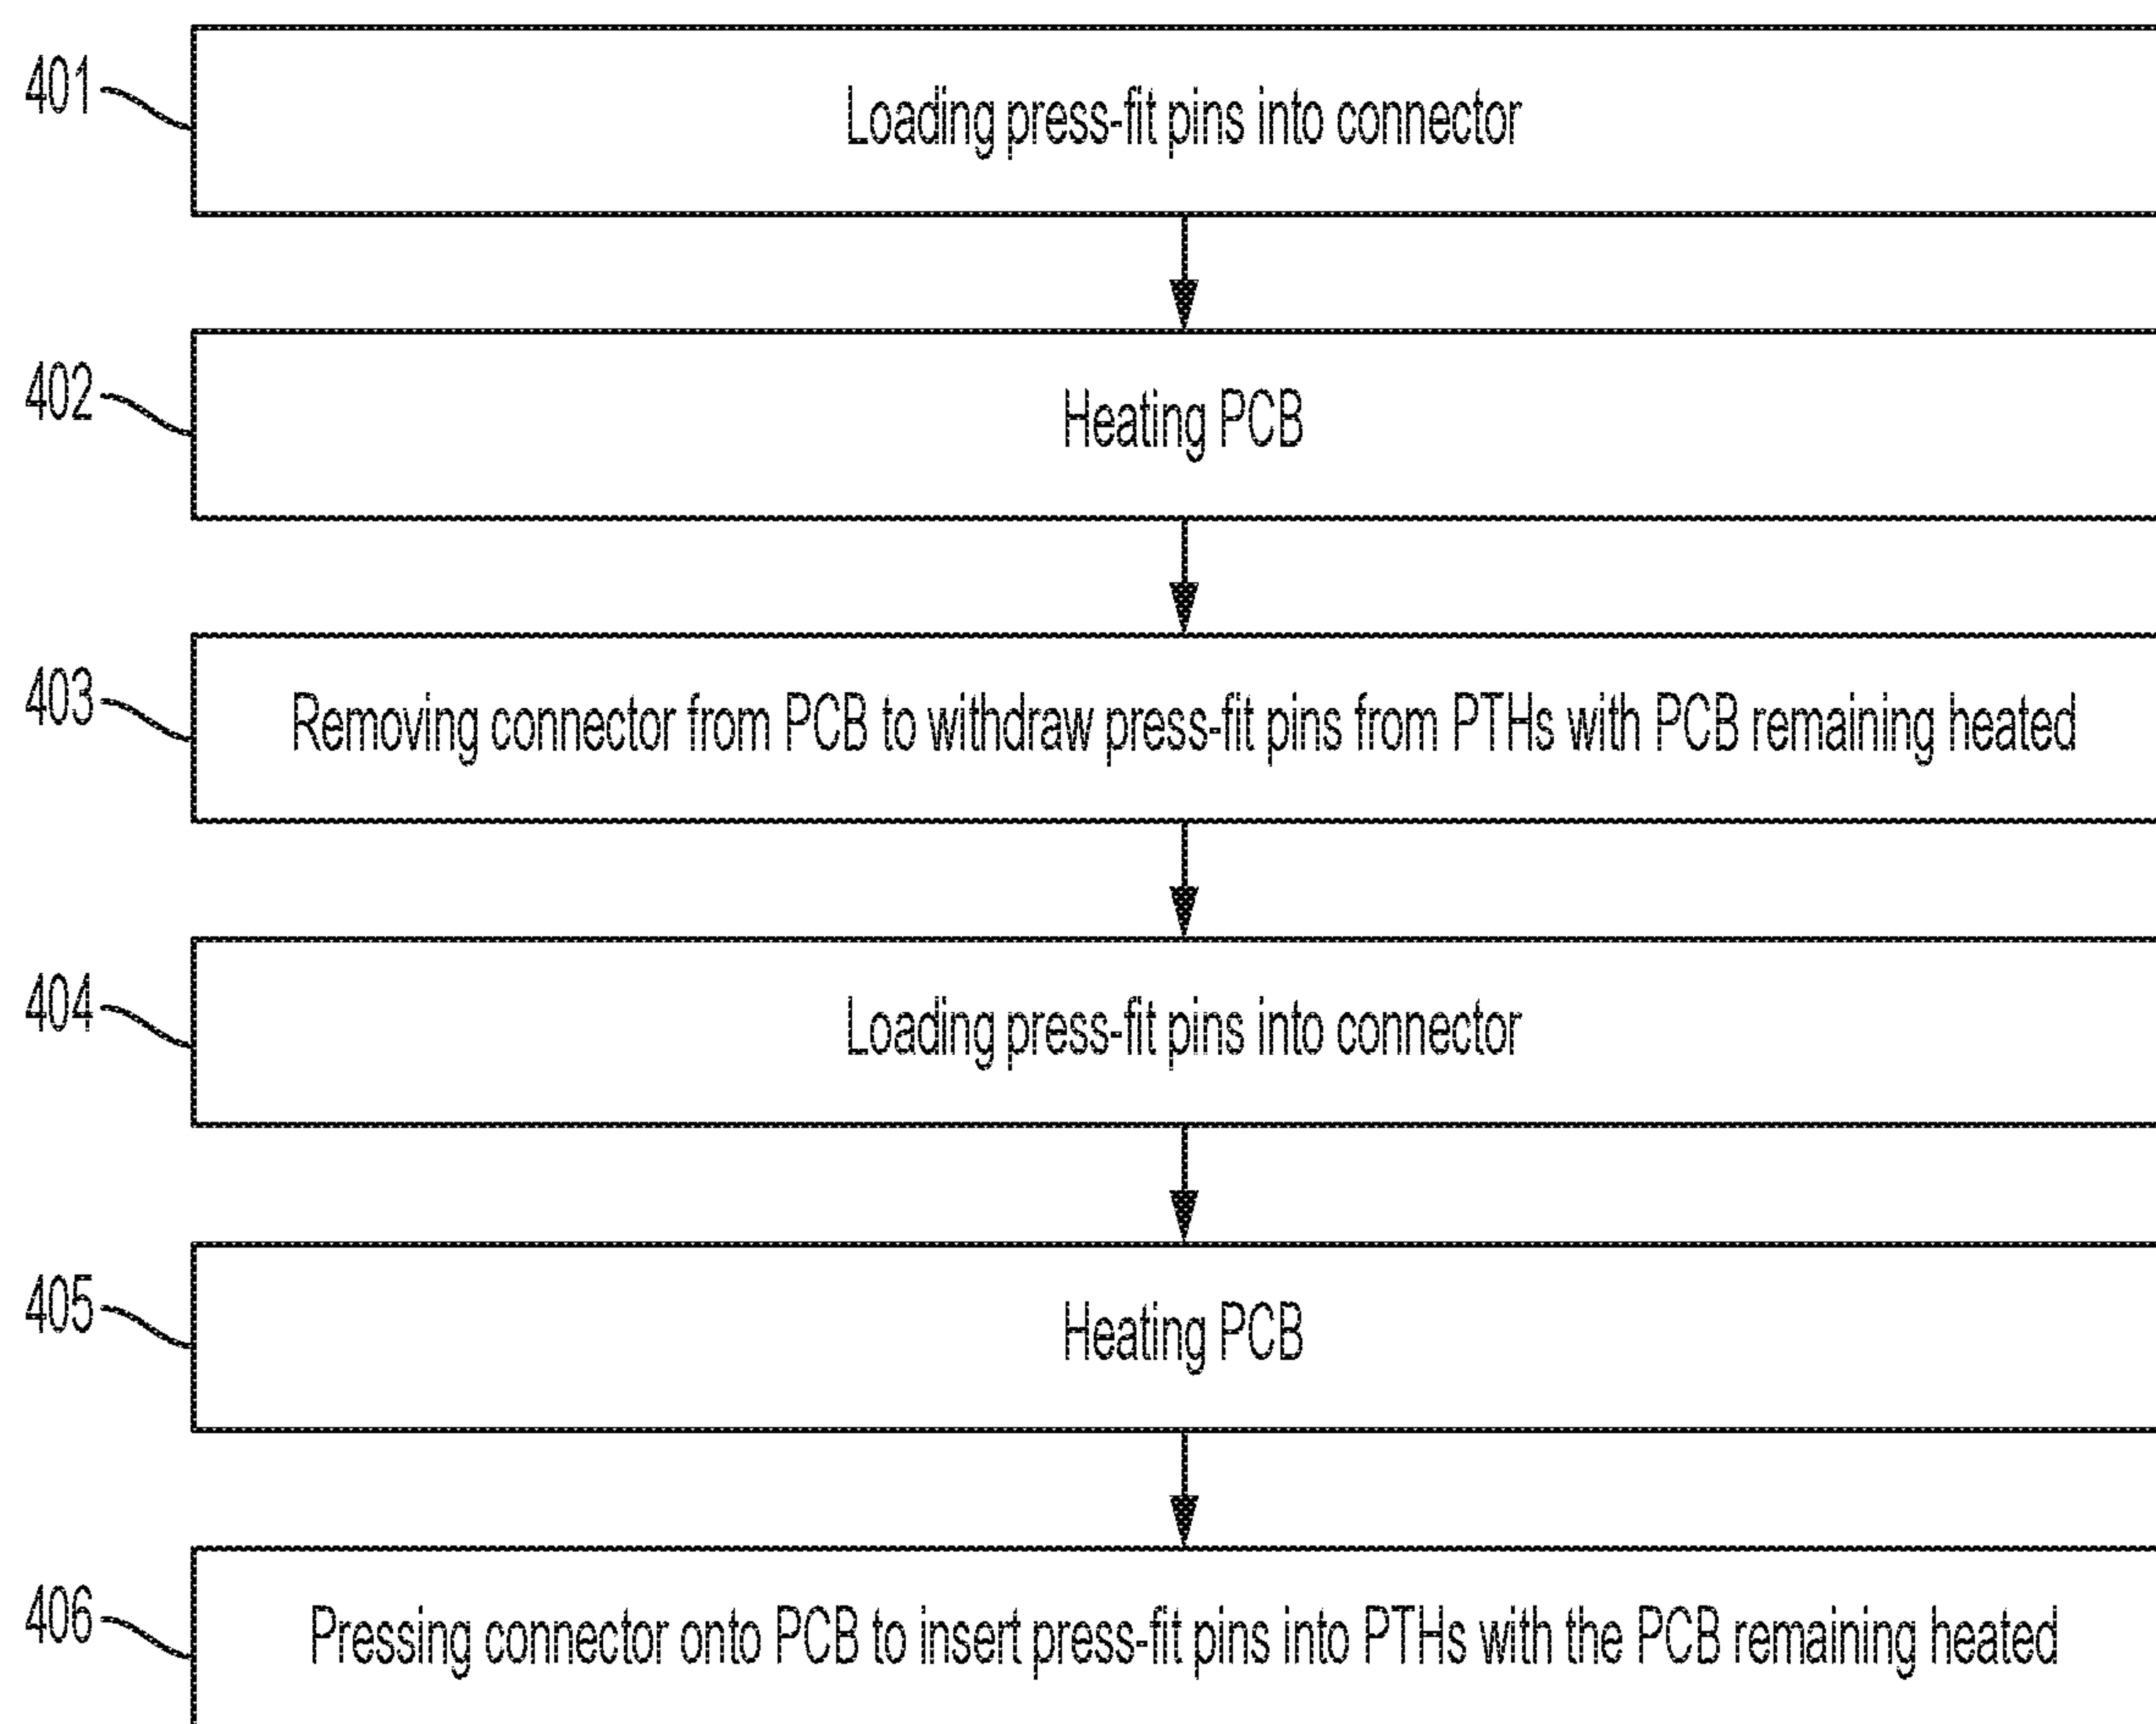 401
Loading press-fit pins into connector
402
Heating PCB
403
Removing connector from PCB to withdraw press-fit pins from PTHs with PCB remaining heated
404
Loading press-fit pins into connector
405
Heating PCB
406
Pressing connector onto PCB to insert press-fit pins into PTHs with the PCB remaining heated